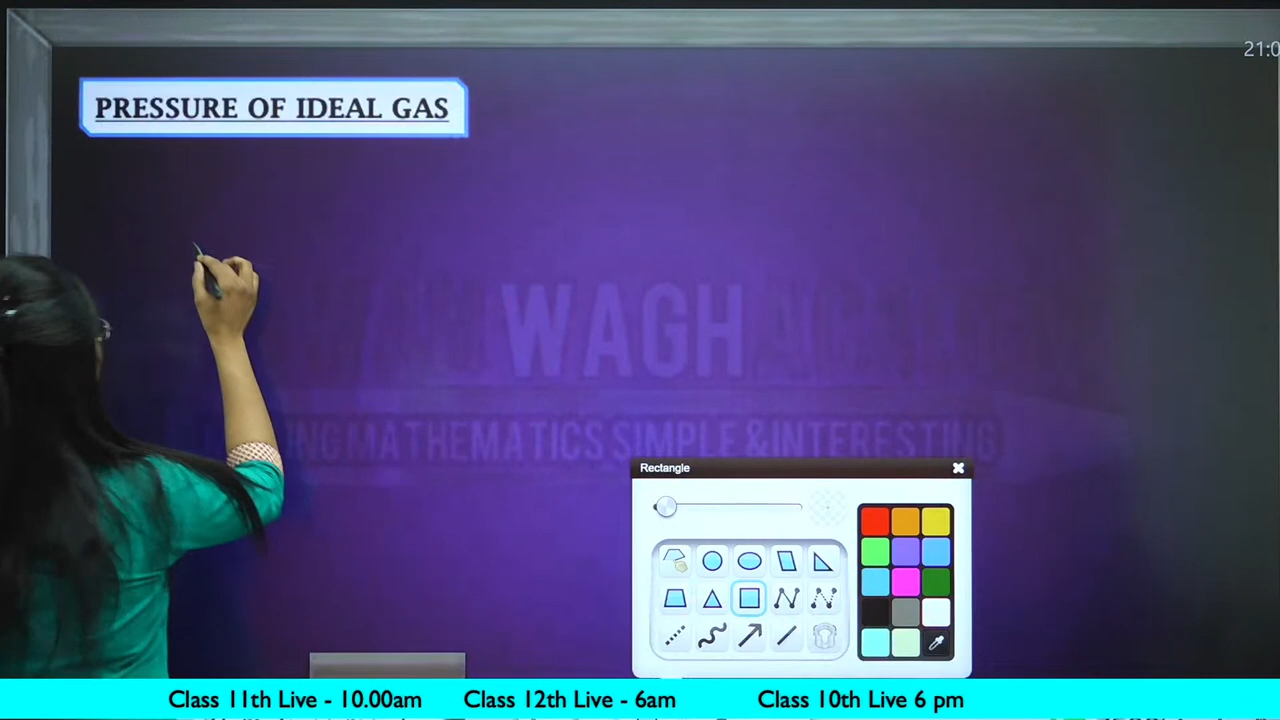 21:0
PRESSURE OF IDEAL GAS
WAGH
MATHEMATICS SIMPLE & INTERESTING
Rectangle
Class 11th Live - 10.00am Class 12th Live - 6am Class 10th Live 6 pm